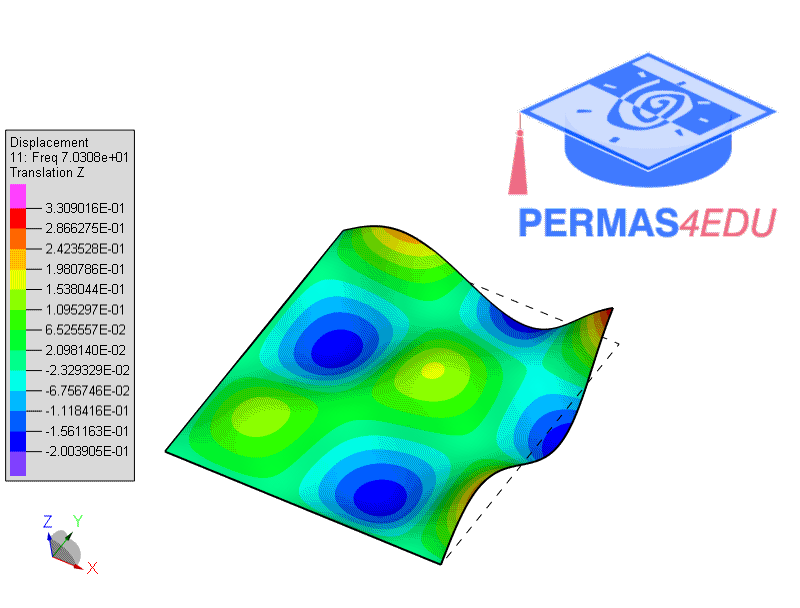 Displacement
11: Freq 7.0308e+01
Translation Z
3.309016E-01
2.866275E-01
2.423528E-01
1.980786E-01
1.538044E-01
1.095297E-01
6.525557E-02
2.098140E-02
-2.329329E-02
-6.756746E-02
-1.118416E-01
-1.561163E-01
-2.003905E-01
PERMAS4EDU
Z
Y
X